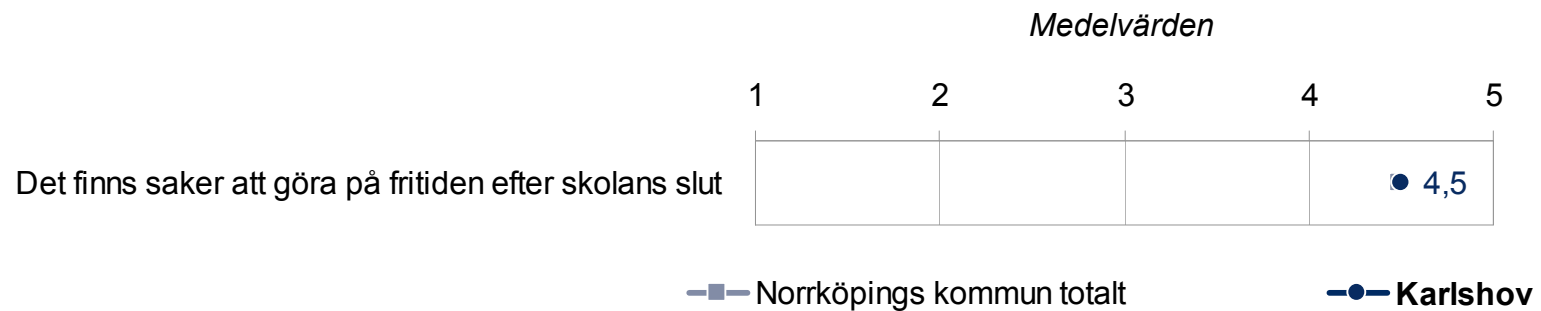 Medelvärden
1 2 3 4 5
Det finns saker att göra på fritiden efter skolans slut 4,5
Norrköpings kommun totalt Karlshov